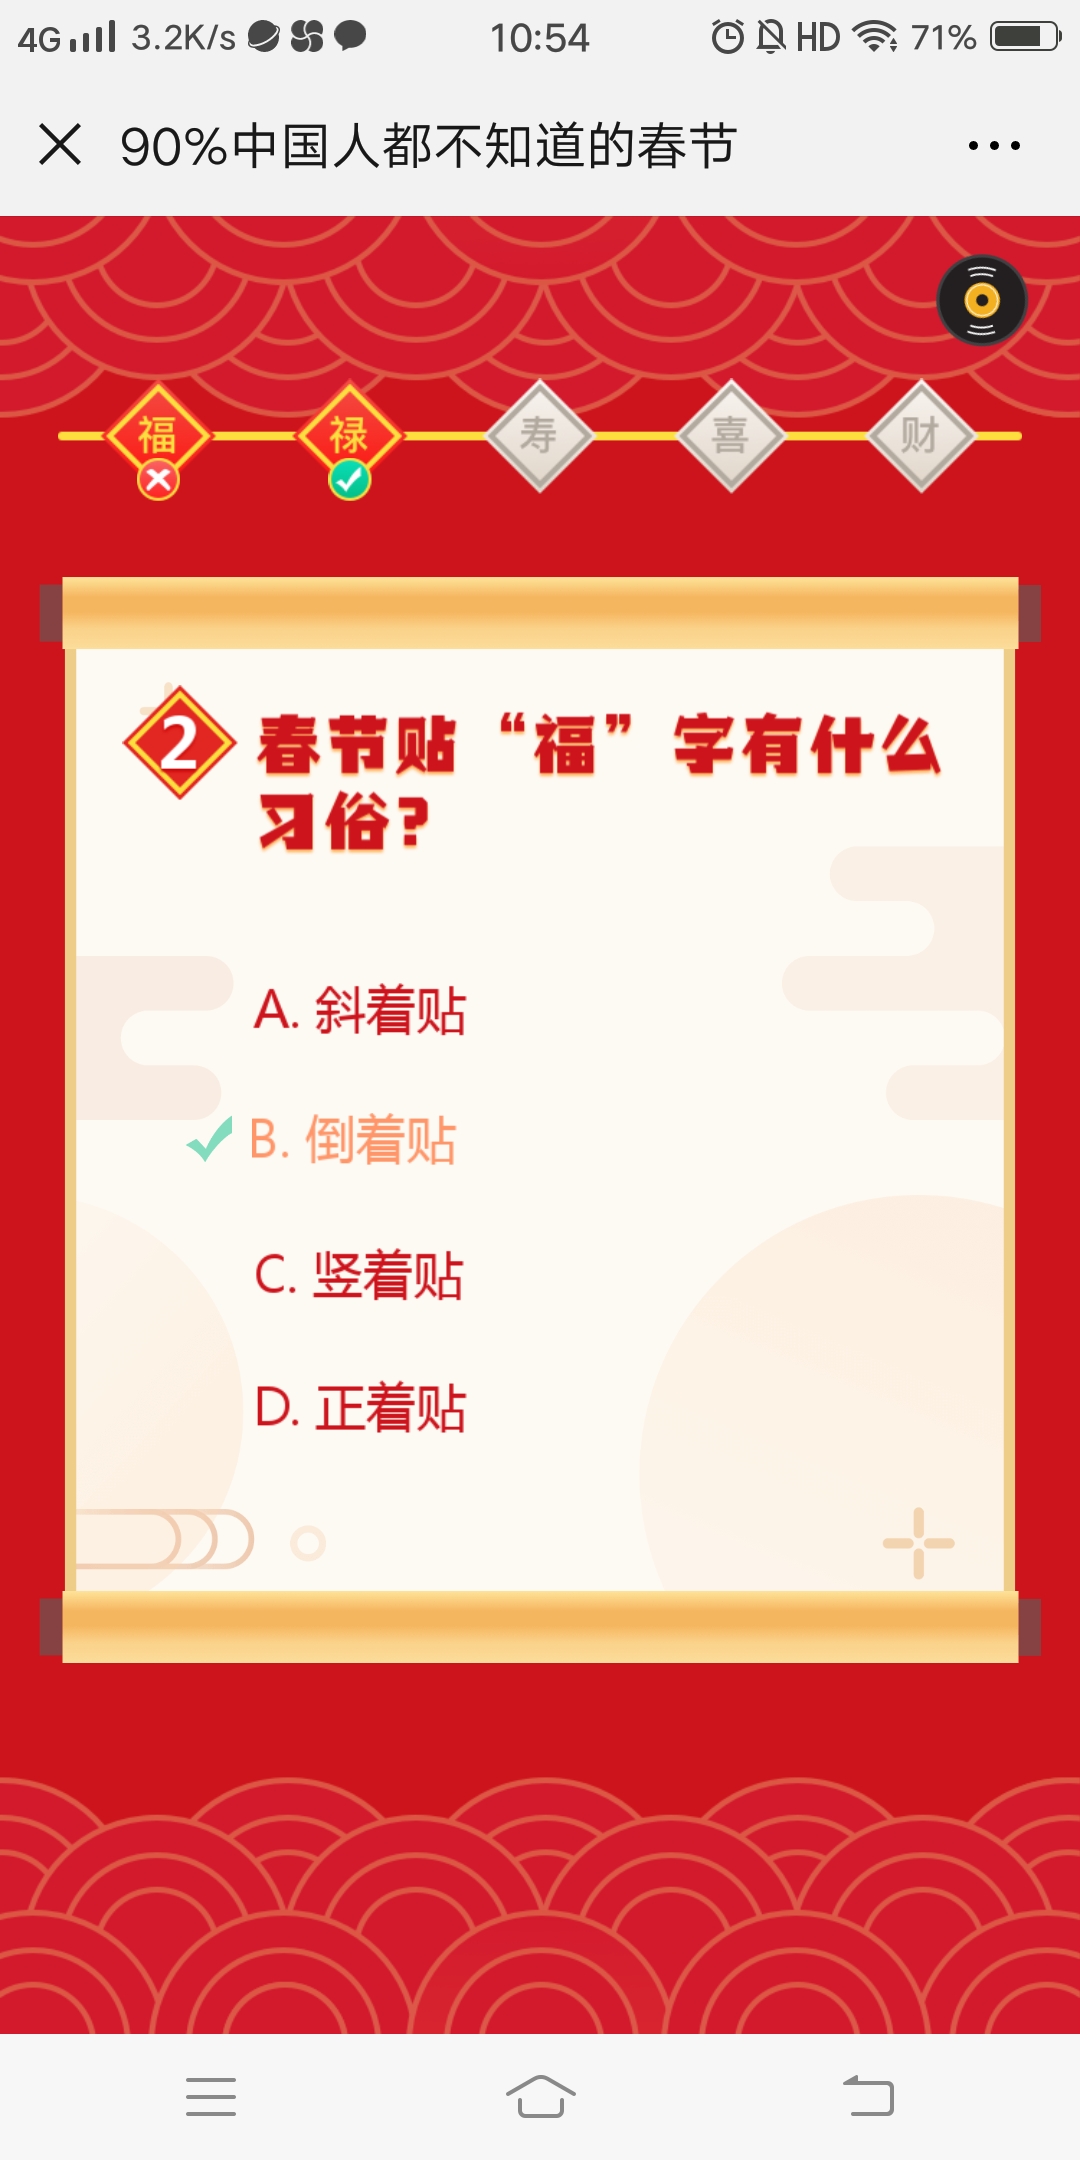 4G 3.2K/s 10:54 HD 71%
90%中国人都不知道的春节
福 禄 寿 喜 财
2 春节贴“福”字有什么
习俗?
A. 斜着贴
B. 倒着贴
C. 竖着贴
D. 正着贴